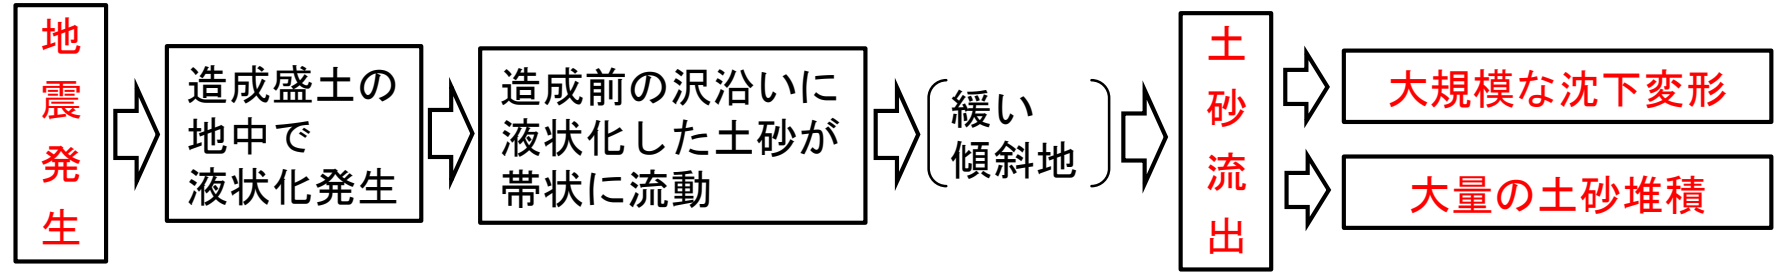 地震発生
造成盛土の
地中で
液状化発生
造成前の沢沿いに
液状化した土砂が
帯状に流動
緩い
傾斜地
土砂流出
大規模な沈下変形
大量の土砂堆積